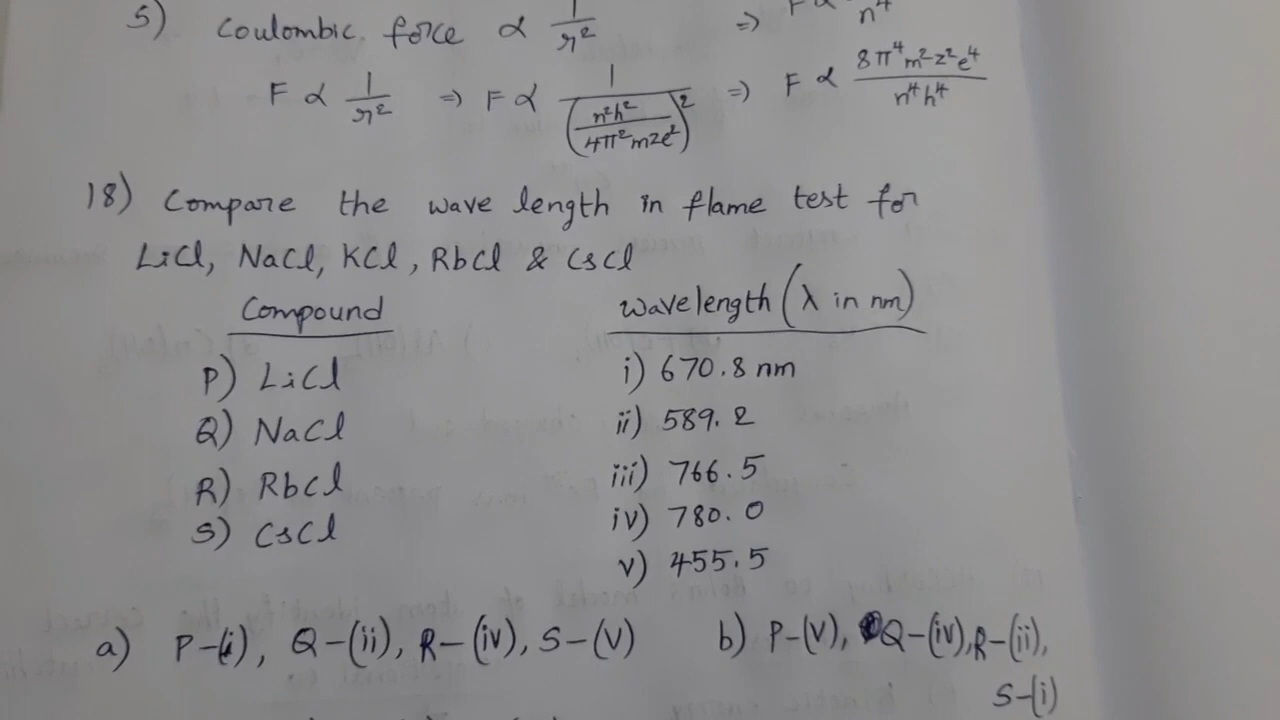 5) Coulombic force ∝ 1/r² ⇒ F ∝ 1/n⁴
F ∝ 1/r² ⇒ F ∝ 1/(n²h²/4π²mze²)² ⇒ F ∝ 8π⁴m²z²e⁴/n⁴h⁴
18) Compare the wave length in flame test for
LiCl, NaCl, KCl, RbCl & CsCl
Compound Wavelength (λ in nm)
P) LiCl i) 670.8 nm
Q) NaCl ii) 589.2
R) RbCl iii) 766.5
S) CsCl iv) 780.0
v) 455.5
a) P-(i), Q-(ii), R-(iv), S-(v) b) P-(v), Q-(iv), R-(ii),
S-(i)